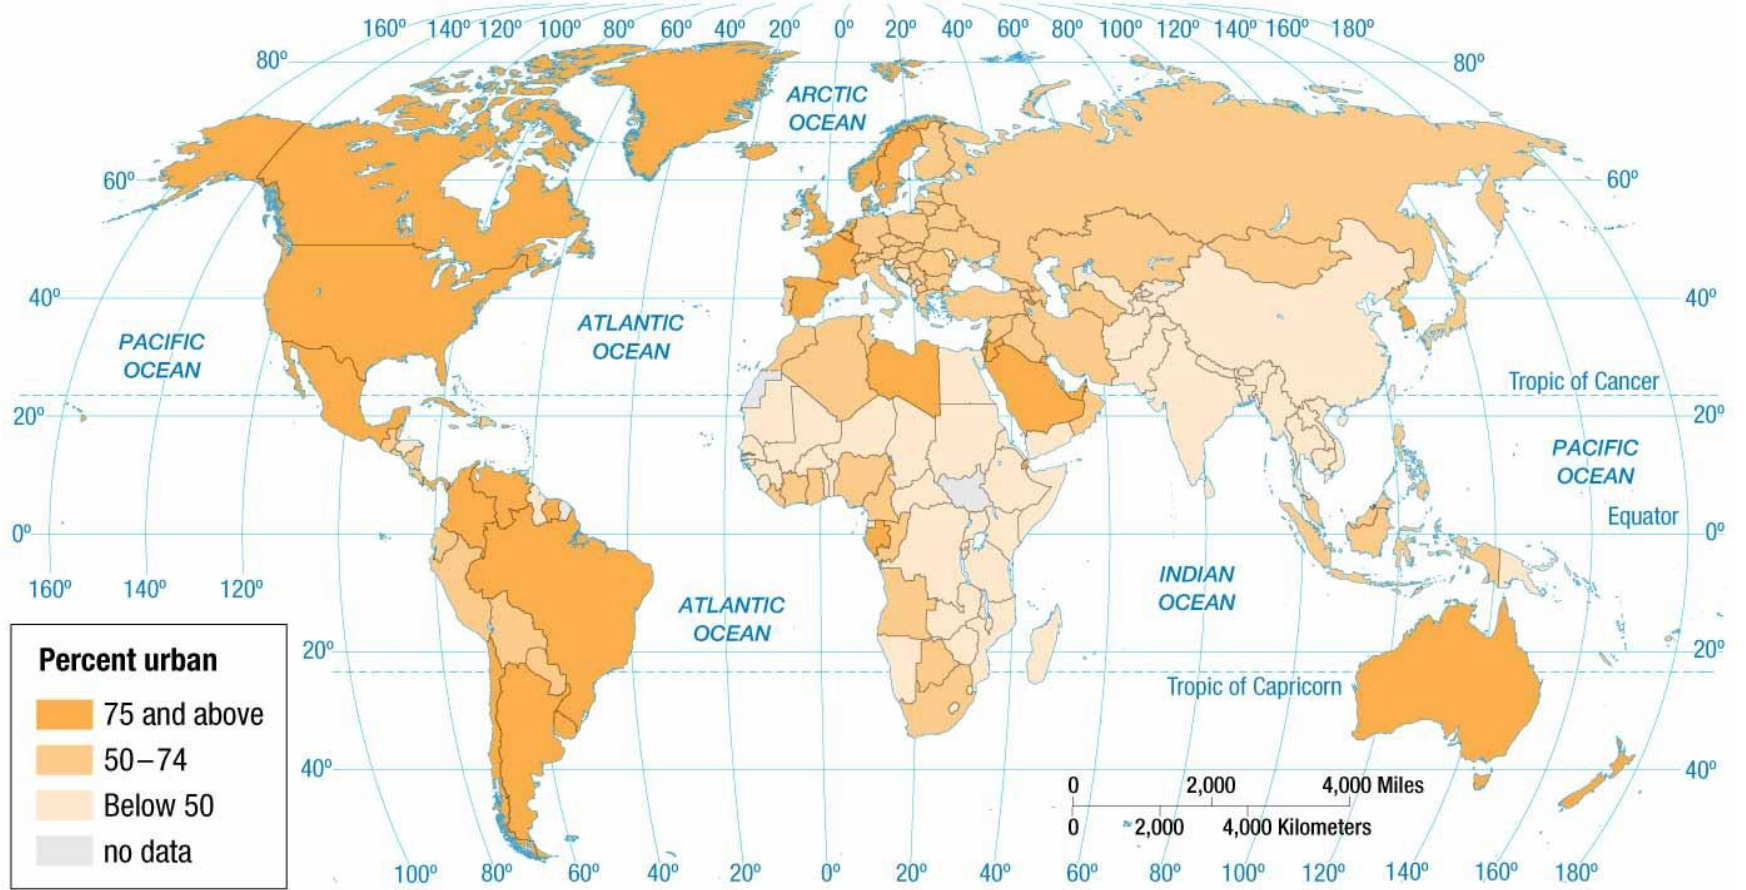 160º 140º 120º 100º 80º 60º 40º 20º 0º 20º 40º 60º 80º 100º 120º 140º 160º 180º
80º 80º
ARCTIC
OCEAN
60º 60º
40º 40º
PACIFIC
OCEAN
ATLANTIC
OCEAN
Tropic of Cancer
20º 20º
PACIFIC
OCEAN
Equator
0º 0º
160º 140º 120º
INDIAN
OCEAN
ATLANTIC
OCEAN
20º 20º
Tropic of Capricorn
40º 40º
Percent urban
75 and above
50–74
Below 50
no data
0 2,000 4,000 Miles
0 2,000 4,000 Kilometers
100º 80º 60º 40º 20º 0º 20º 40º 60º 80º 100º 120º 140º 160º 180º